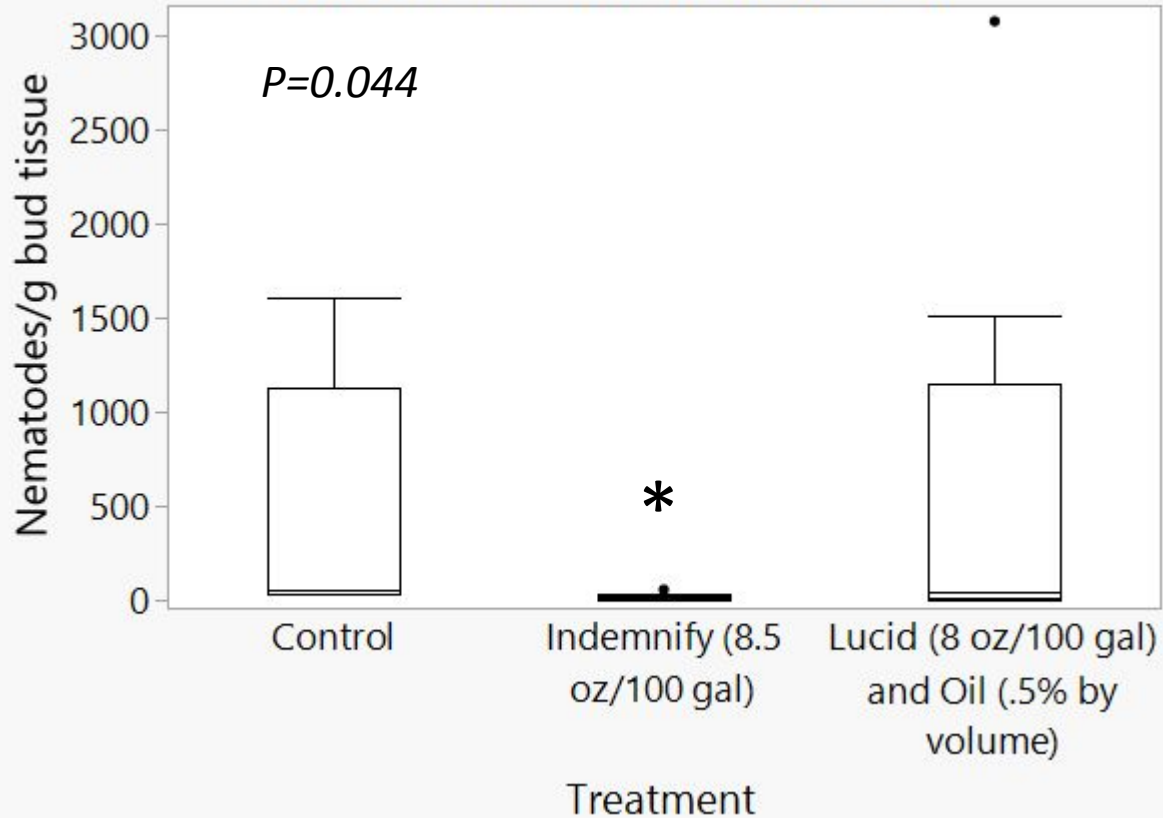 Nematodes/g bud tissue
3000
2500
2000
1500
1000
500
0
P=0.044
*
Control
Indemnify (8.5
oz/100 gal)
Lucid (8 oz/100 gal)
and Oil (.5% by
volume)
Treatment